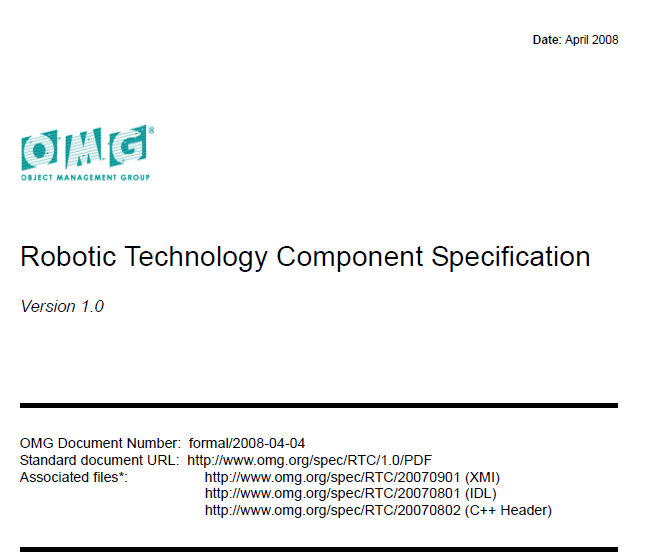 Date: April 2008
OMG®
OBJECT MANAGEMENT GROUP
Robotic Technology Component Specification
Version 1.0
OMG Document Number: formal/2008-04-04
Standard document URL: http://www.omg.org/spec/RTC/1.0/PDF
Associated files*: http://www.omg.org/spec/RTC/20070901 (XMI)
http://www.omg.org/spec/RTC/20070801 (IDL)
http://www.omg.org/spec/RTC/20070802 (C++ Header)